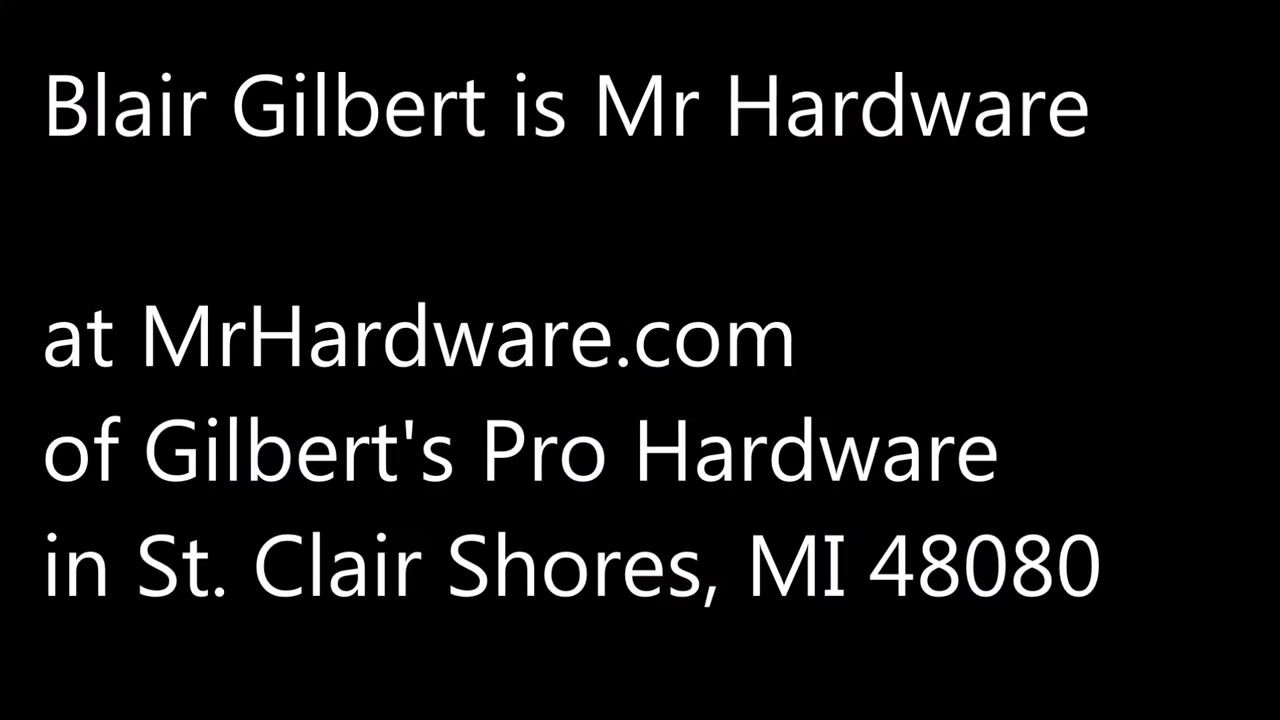 Blair Gilbert is Mr Hardware
at MrHardware.com
of Gilbert's Pro Hardware
in St. Clair Shores, MI 48080